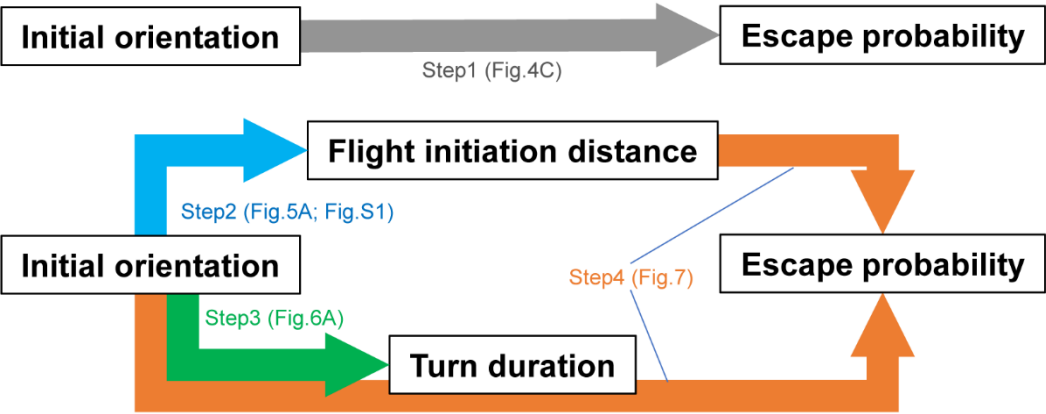 Initial orientation
Escape probability
Step1 (Fig.4C)
Flight initiation distance
Step2 (Fig.5A; Fig.S1)
Initial orientation
Escape probability
Step4 (Fig.7)
Step3 (Fig.6A)
Turn duration